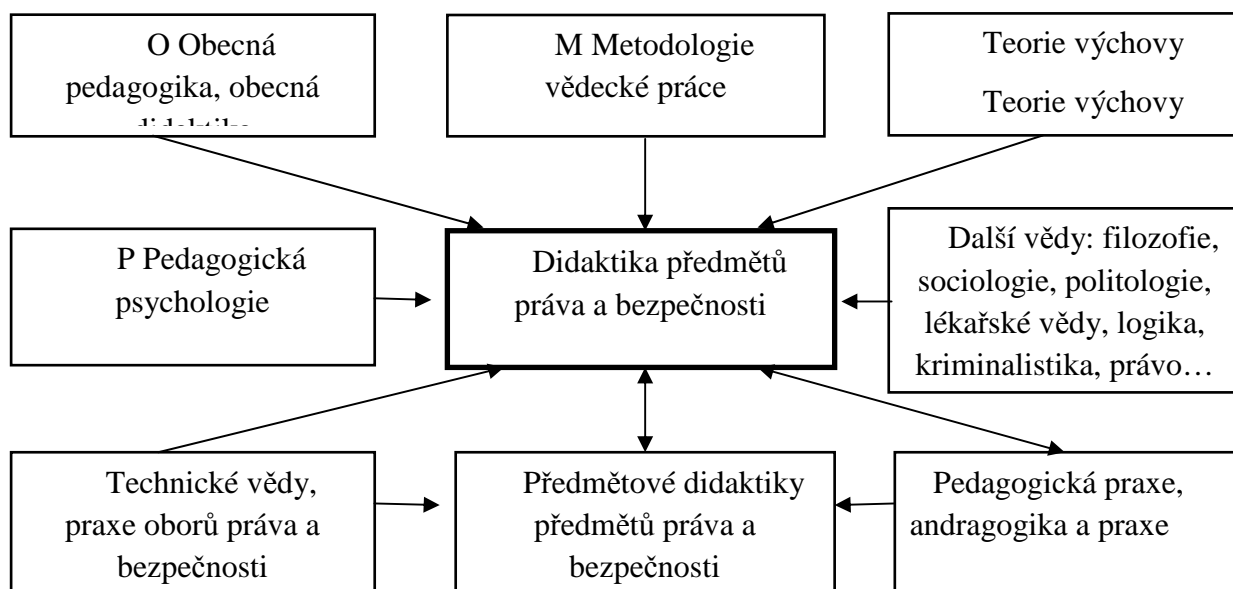 O Obecná
pedagogika, obecná
didaktika
M Metodologie
vědecké práce
Teorie výchovy
Teorie výchovy
P Pedagogická
psychologie
Didaktika předmětů
práva a bezpečnosti
Další vědy: filozofie,
sociologie, politologie,
lékařské vědy, logika,
kriminalistika, právo…
Technické vědy,
praxe oborů práva a
bezpečnosti
Předmětové didaktiky
předmětů práva a
bezpečnosti
Pedagogická praxe,
andragogika a praxe